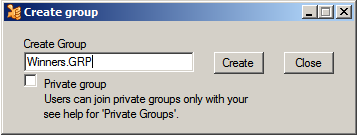 Create group
Create Group
Winners.GRP
Create
Close
Private group
Users can join private groups only with your
see help for 'Private Groups'.